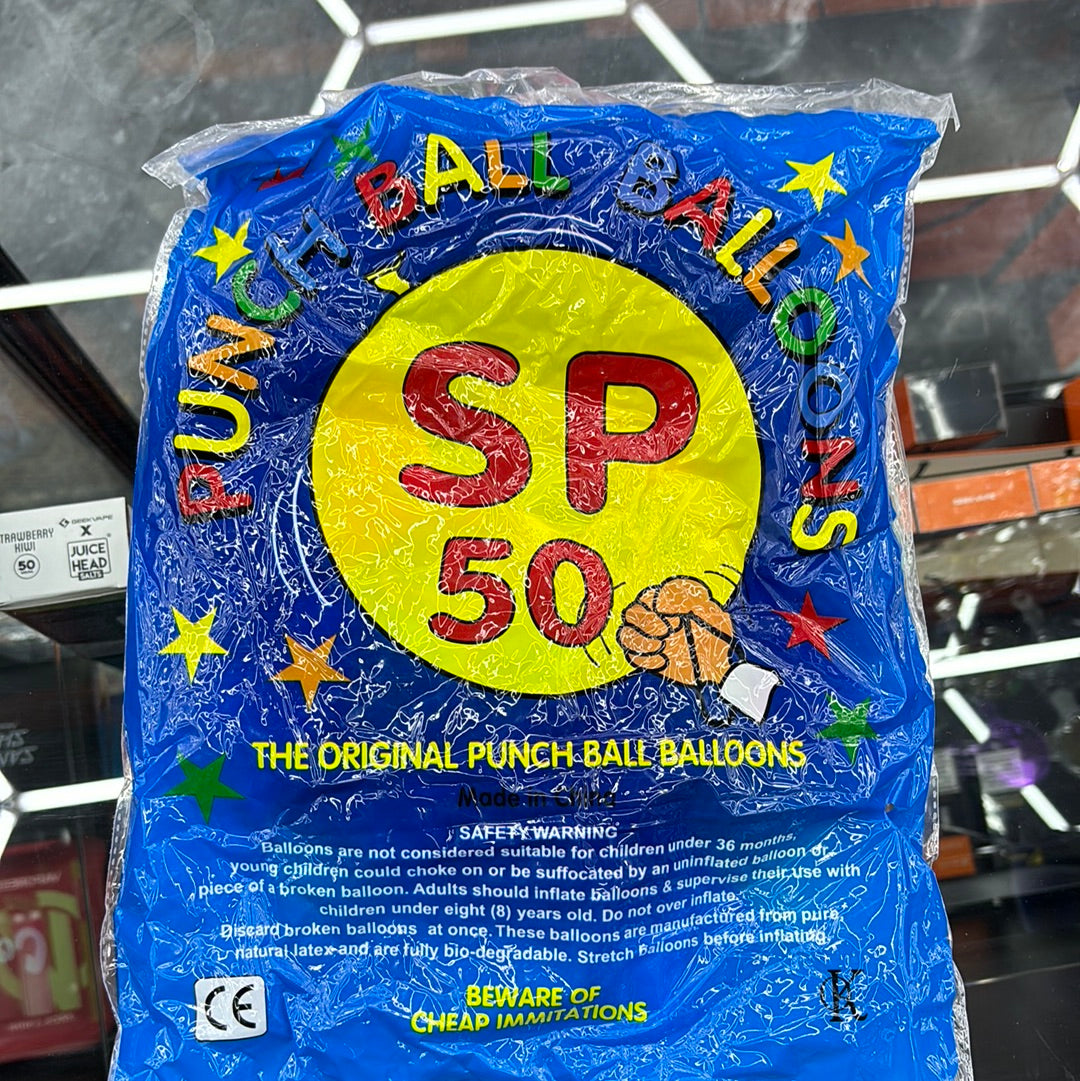 PUNCH BALL BALLOONS
SP
50
THE ORIGINAL PUNCH BALL BALLOONS
Made in China
SAFETY WARNING
Balloons are not considered suitable for children under 36 months,
young children could choke on or be suffocated by an uninflated balloon or
piece of a broken balloon. Adults should inflate balloons & supervise their use with
children under eight (8) years old. Do not over inflate.
Discard broken balloons at once. These balloons are manufactured from pure
natural latex and are fully bio-degradable. Stretch balloons before inflating.
CE
BEWARE OF
CHEAP IMMITATIONS
GEEKVAPE
X
JUICE
HEAD
SALTS
KIWI
50
GEEKVAPE